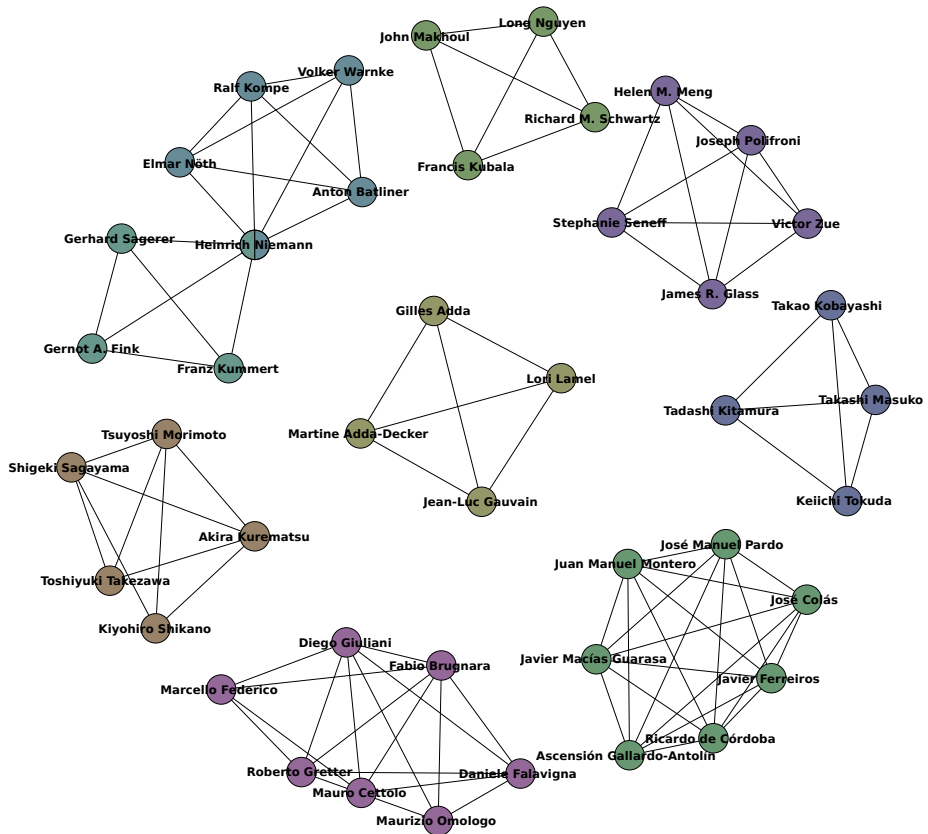 Long Nguyen
John Makhoul
Volker Warnke
Ralf Kompe
Helen M. Meng
Richard M. Schwartz
Joseph Polifroni
Elmar Nöth
Francis Kubala
Anton Batliner
Stephanie Seneff
Victor Zue
Gerhard Sagerer
Heinrich Niemann
James R. Glass
Takao Kobayashi
Gilles Adda
Gernot A. Fink
Franz Kummert
Lori Lamel
Takashi Masuko
Tadashi Kitamura
Martine Adda-Decker
Tsuyoshi Morimoto
Shigeki Sagayama
Jean-Luc Gauvain
Keiichi Tokuda
Akira Kurematsu
José Manuel Pardo
Juan Manuel Montero
Toshiyuki Takezawa
José Colás
Kiyohiro Shikano
Diego Giuliani
Javier Macías Guarasa
Fabio Brugnara
Javier Ferreiros
Marcello Federico
Ricardo de Córdoba
Ascensión Gallardo-Antolín
Roberto Gretter
Daniele Falavigna
Mauro Cettolo
Maurizio Omologo